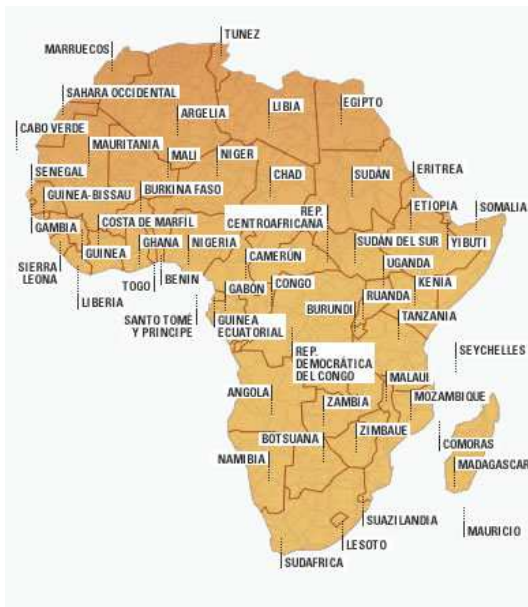 TUNEZ
MARRUECOS
SAHARA OCCIDENTAL
ARGELIA
LIBIA
EGIPTO
CABO VERDE
MAURITANIA
MALI
NIGER
CHAD
SUDÁN
ERITREA
SENEGAL
GUINEA-BISSAU
BURKINA FASO
REP.
CENTROAFRICANA
ETIOPIA
SOMALIA
GAMBIA
COSTA DE MARFÍL
GUINEA
GHANA
NIGERIA
SUDÁN DEL SUR
YIBUTI
SIERRA
LEONA
LIBERIA
TOGO
BENIN
CAMERÚN
UGANDA
GABÓN
CONGO
RUANDA
KENIA
BURUNDI
SANTO TOMÉ
Y PRINCIPE
GUINEA
ECUATORIAL
TANZANIA
REP.
DEMOCRÁTICA
DEL CONGO
SEYCHELLES
MALAUI
ANGOLA
ZAMBIA
MOZAMBIQUE
BOTSUANA
ZIMBAUE
COMORAS
NAMIBIA
MADAGASCAR
SUAZILANDIA
MAURICIO
LESOTO
SUDAFRICA